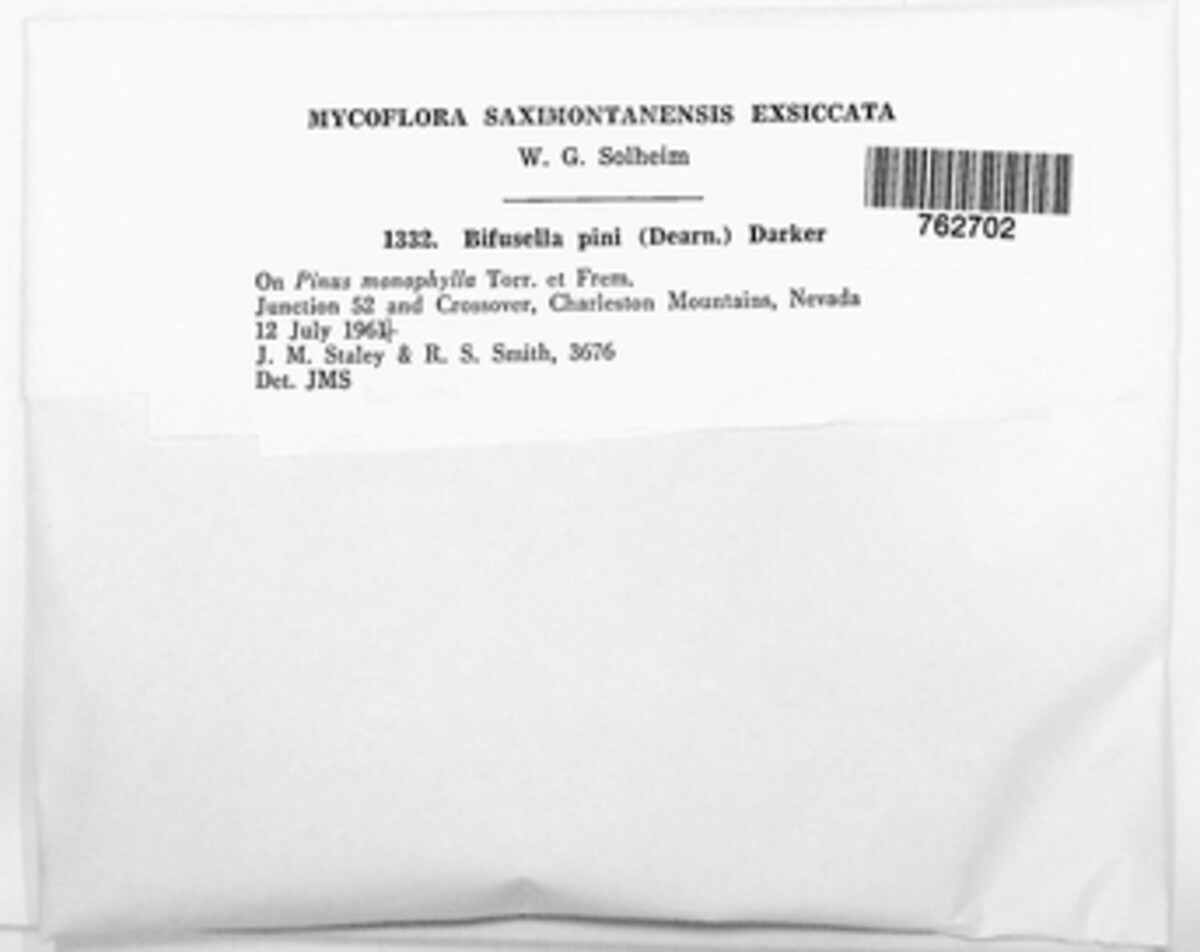 MYCOFLORA SAXIMONTANENSIS EXSICCATA
W. G. Solheim
762702
1332. Bifusella pini (Dearn.) Darker
On Pinus monophylla Torr. et Frem.
Junction 52 and Crossover, Charleston Mountains, Nevada
12 July 1961
J. M. Staley & R. S. Smith, 3676
Det. JMS